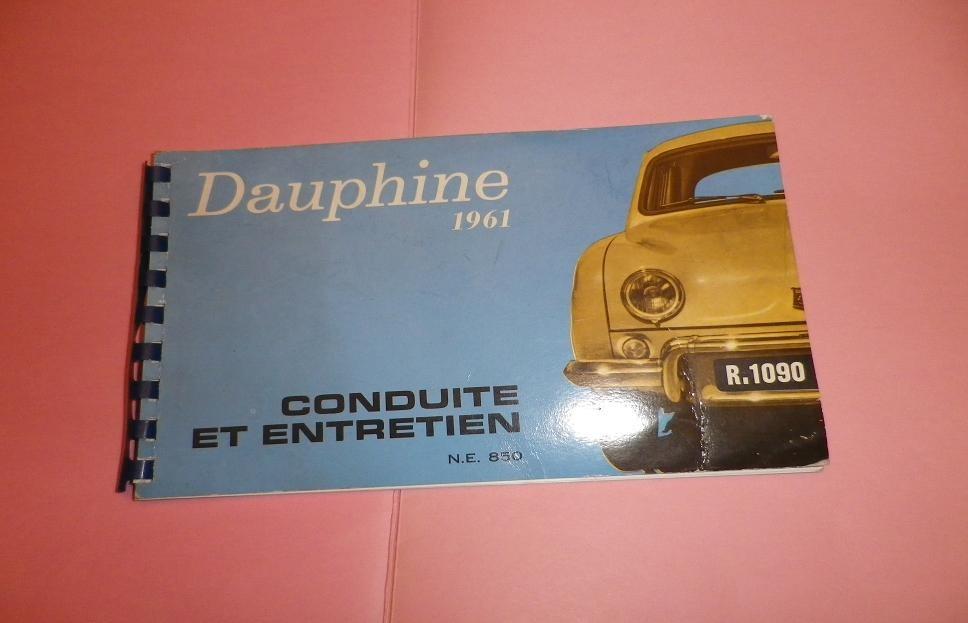 Dauphine
1961
CONDUITE
ET ENTRETIEN
N.E. 850
R.1090